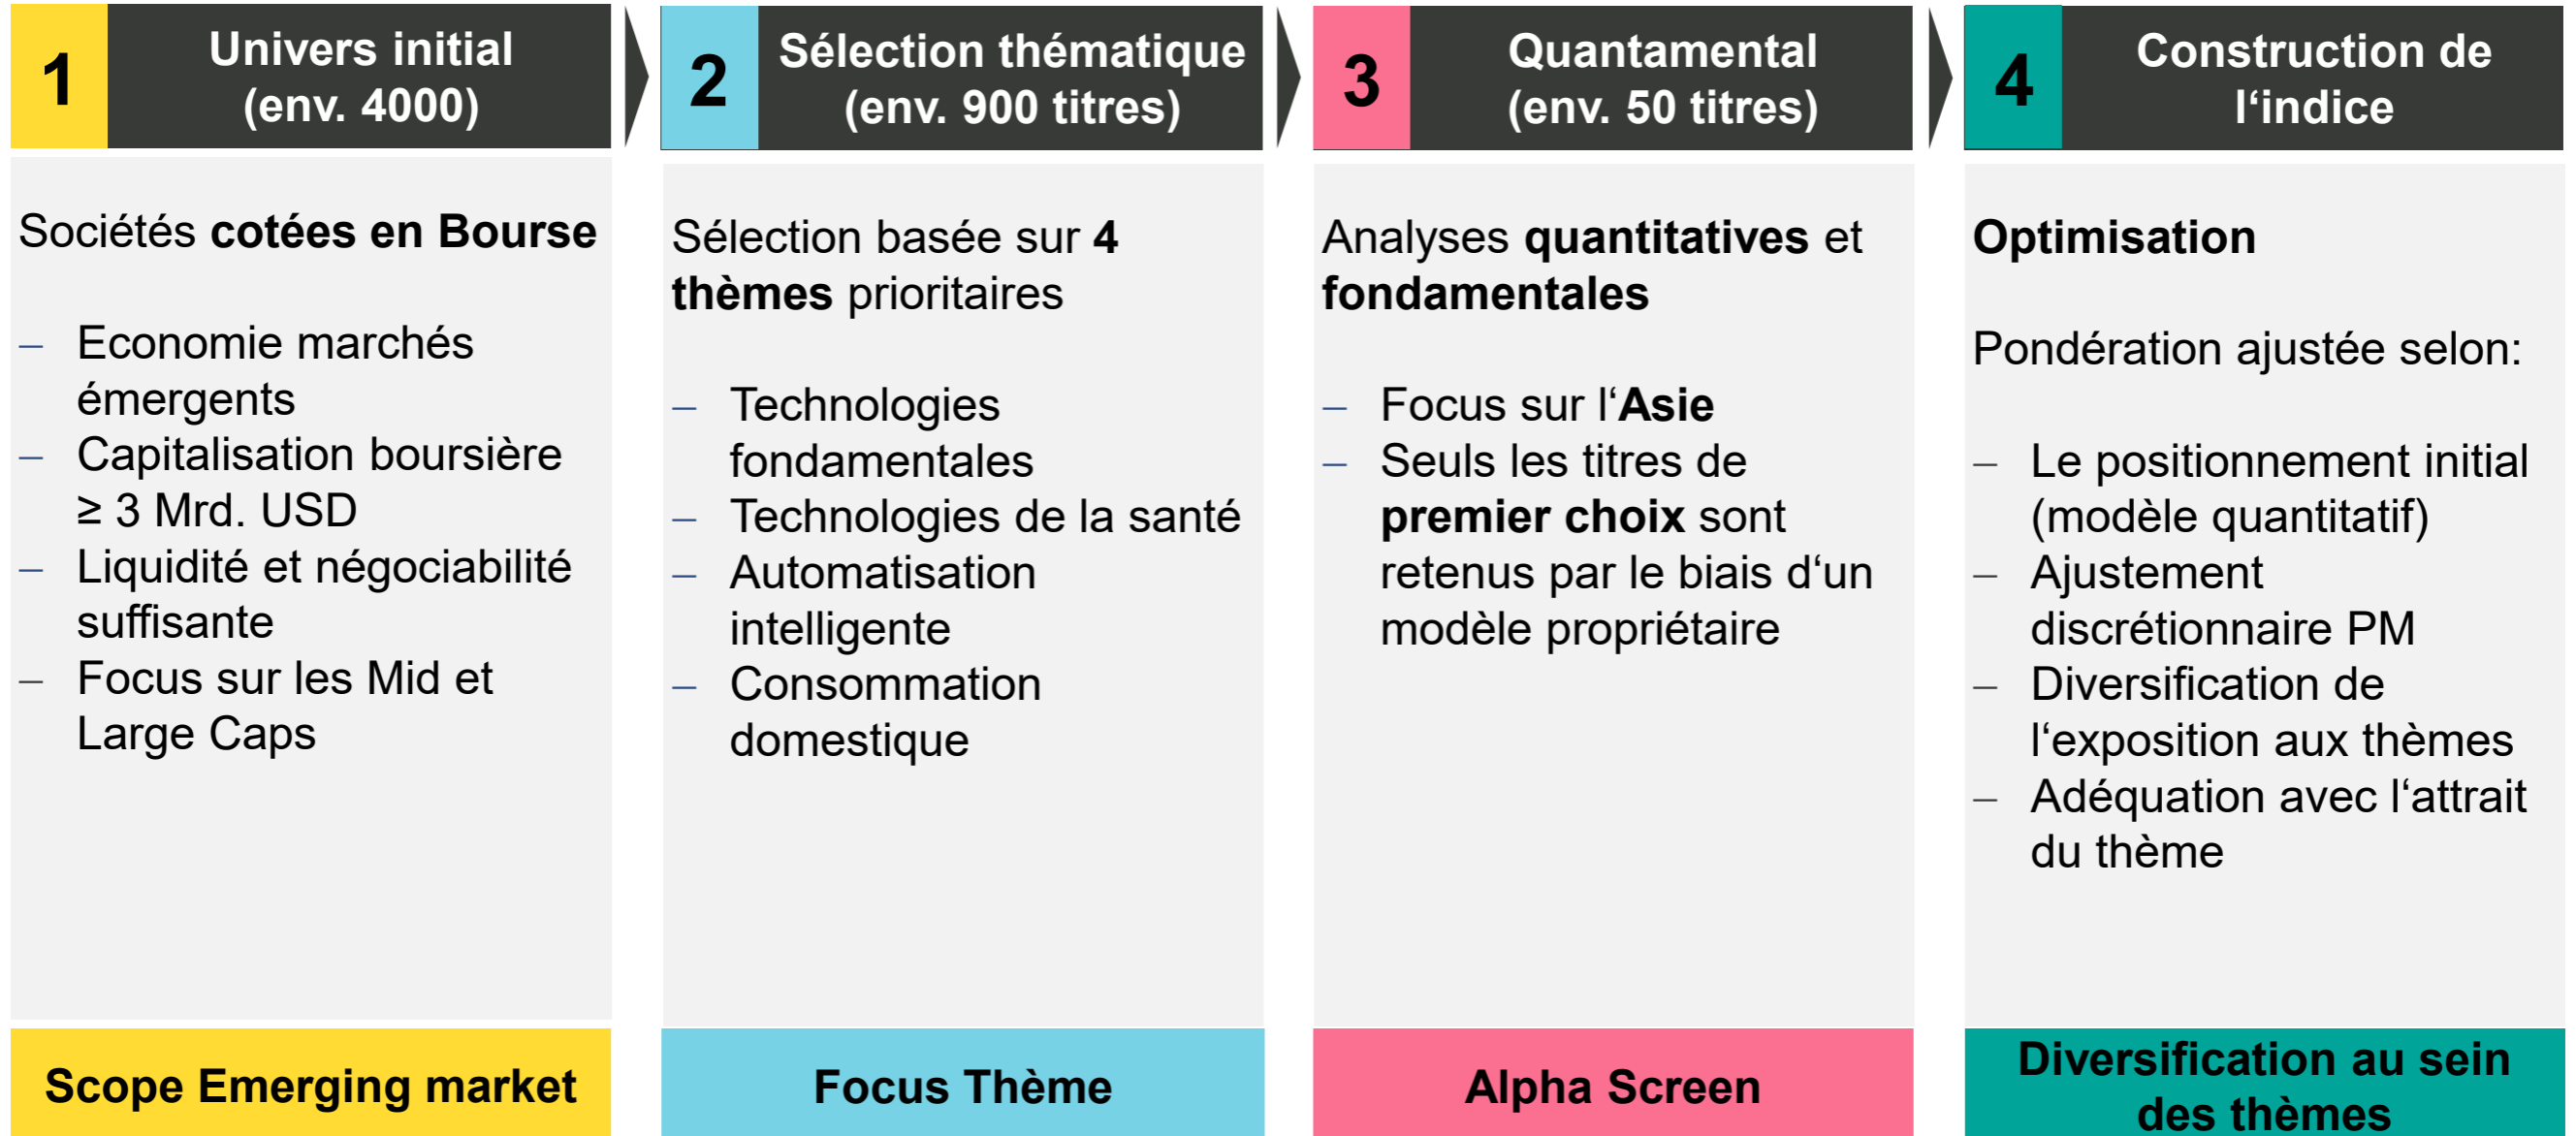 1
Univers initial
(env. 4000)
Sociétés cotées en Bourse
– Economie marchés
émergents
– Capitalisation boursière
≥ 3 Mrd. USD
– Liquidité et négociabilité
suffisante
– Focus sur les Mid et
Large Caps
Scope Emerging market
2
Sélection thématique
(env. 900 titres)
Sélection basée sur 4
thèmes prioritaires
– Technologies
fondamentales
– Technologies de la santé
– Automatisation
intelligente
– Consommation
domestique
Focus Thème
3
Quantamental
(env. 50 titres)
Analyses quantitatives et
fondamentales
– Focus sur l‘Asie
– Seuls les titres de
premier choix sont
retenus par le biais d‘un
modèle propriétaire
Alpha Screen
4
Construction de
l‘indice
Optimisation
Pondération ajustée selon:
– Le positionnement initial
(modèle quantitatif)
– Ajustement
discrétionnaire PM
– Diversification de
l‘exposition aux thèmes
– Adéquation avec l‘attrait
du thème
Diversification au sein
des thèmes